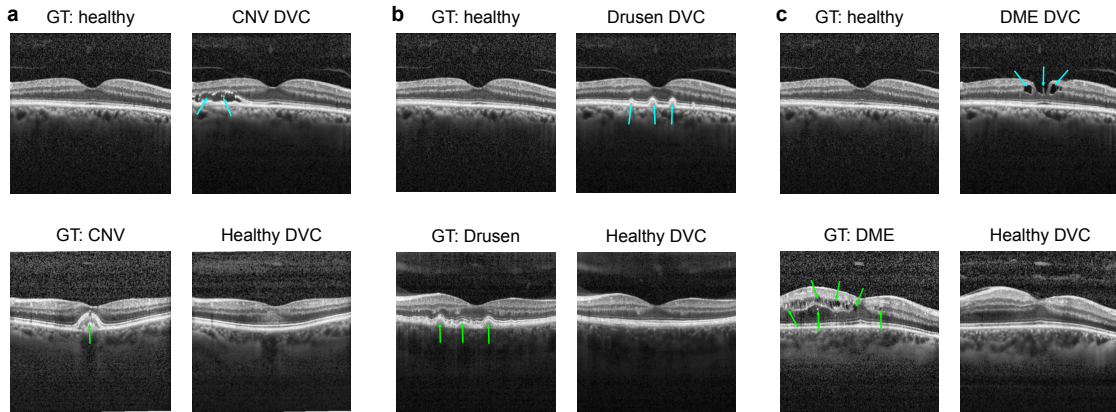 a
GT: healthy
CNV DVC
b
GT: healthy
Drusen DVC
c
GT: healthy
DME DVC
GT: CNV
Healthy DVC
GT: Drusen
Healthy DVC
GT: DME
Healthy DVC